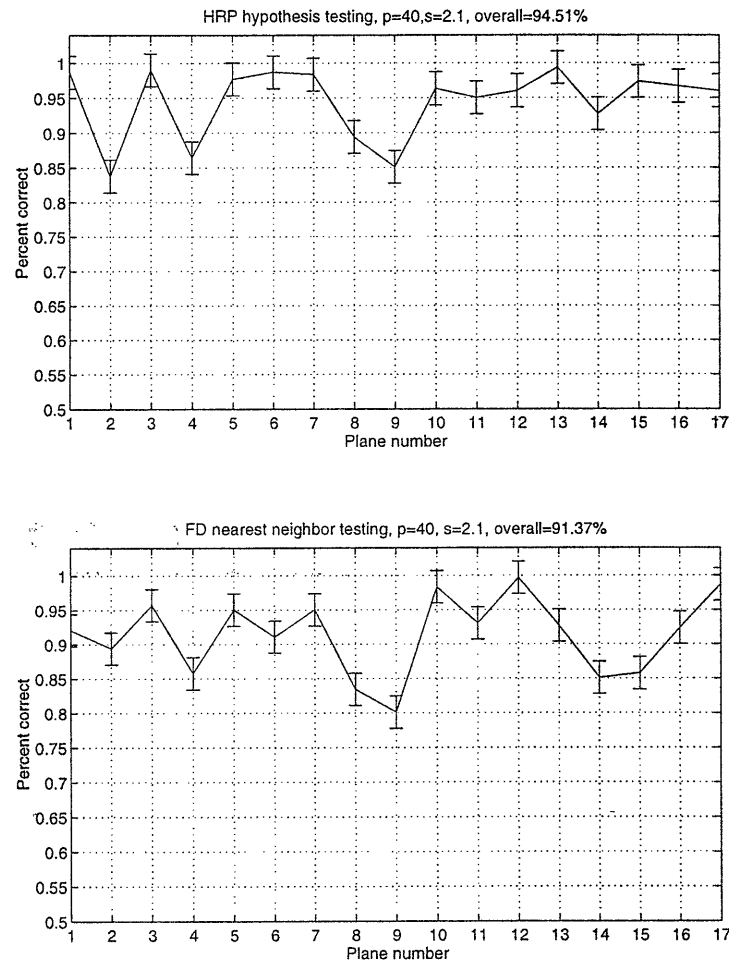 HRP hypothesis testing, p=40,s=2.1, overall=94.51%
1
0.95
0.9
0.85
0.8
0.75
0.7
0.65
0.6
0.55
0.5
Percent correct
1 2 3 4 5 6 7 8 9 10 11 12 13 14 15 16 17
Plane number
FD nearest neighbor testing, p=40, s=2.1, overall=91.37%
1
0.95
0.9
0.85
0.8
0.75
0.7
0.65
0.6
0.55
0.5
Percent correct
1 2 3 4 5 6 7 8 9 10 11 12 13 14 15 16 17
Plane number